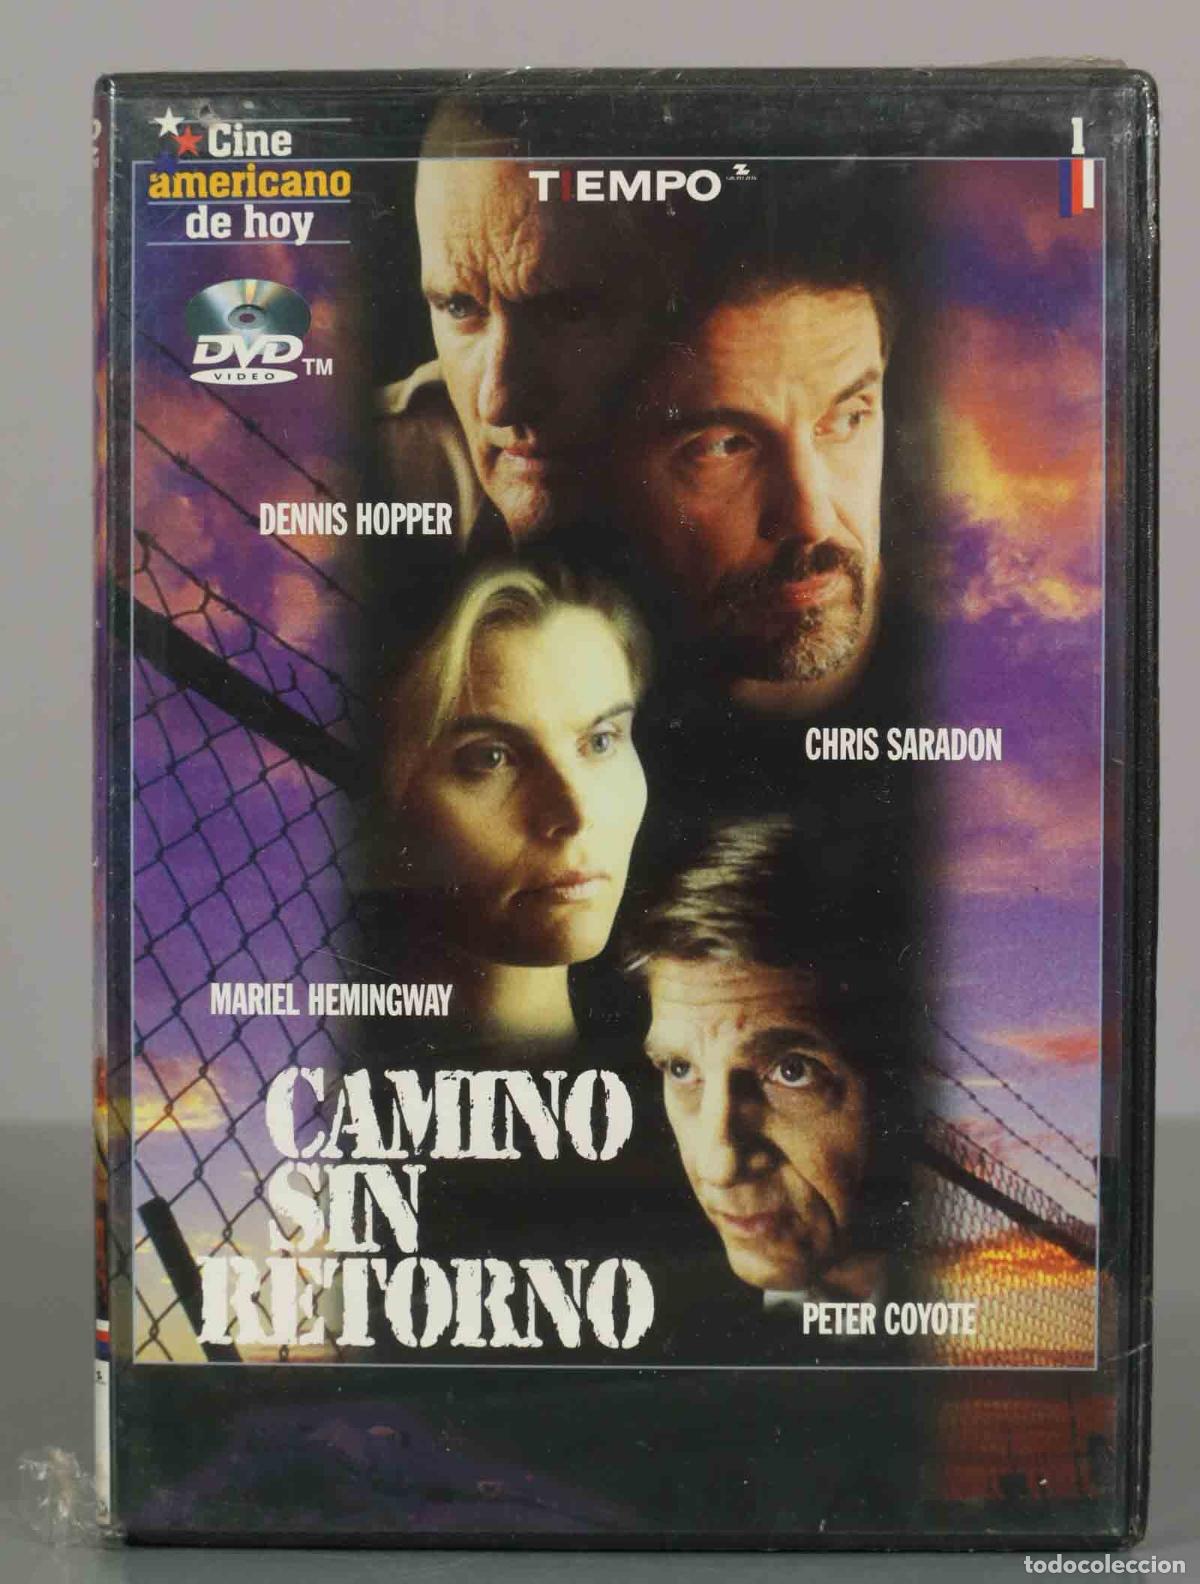 Cine
americano
de hoy
TIEMPO
1
DVD
VIDEO
TM
DENNIS HOPPER
CHRIS SARADON
MARIEL HEMINGWAY
CAMINO
SIN
RETORNO
PETER COYOTE
todocoleccion